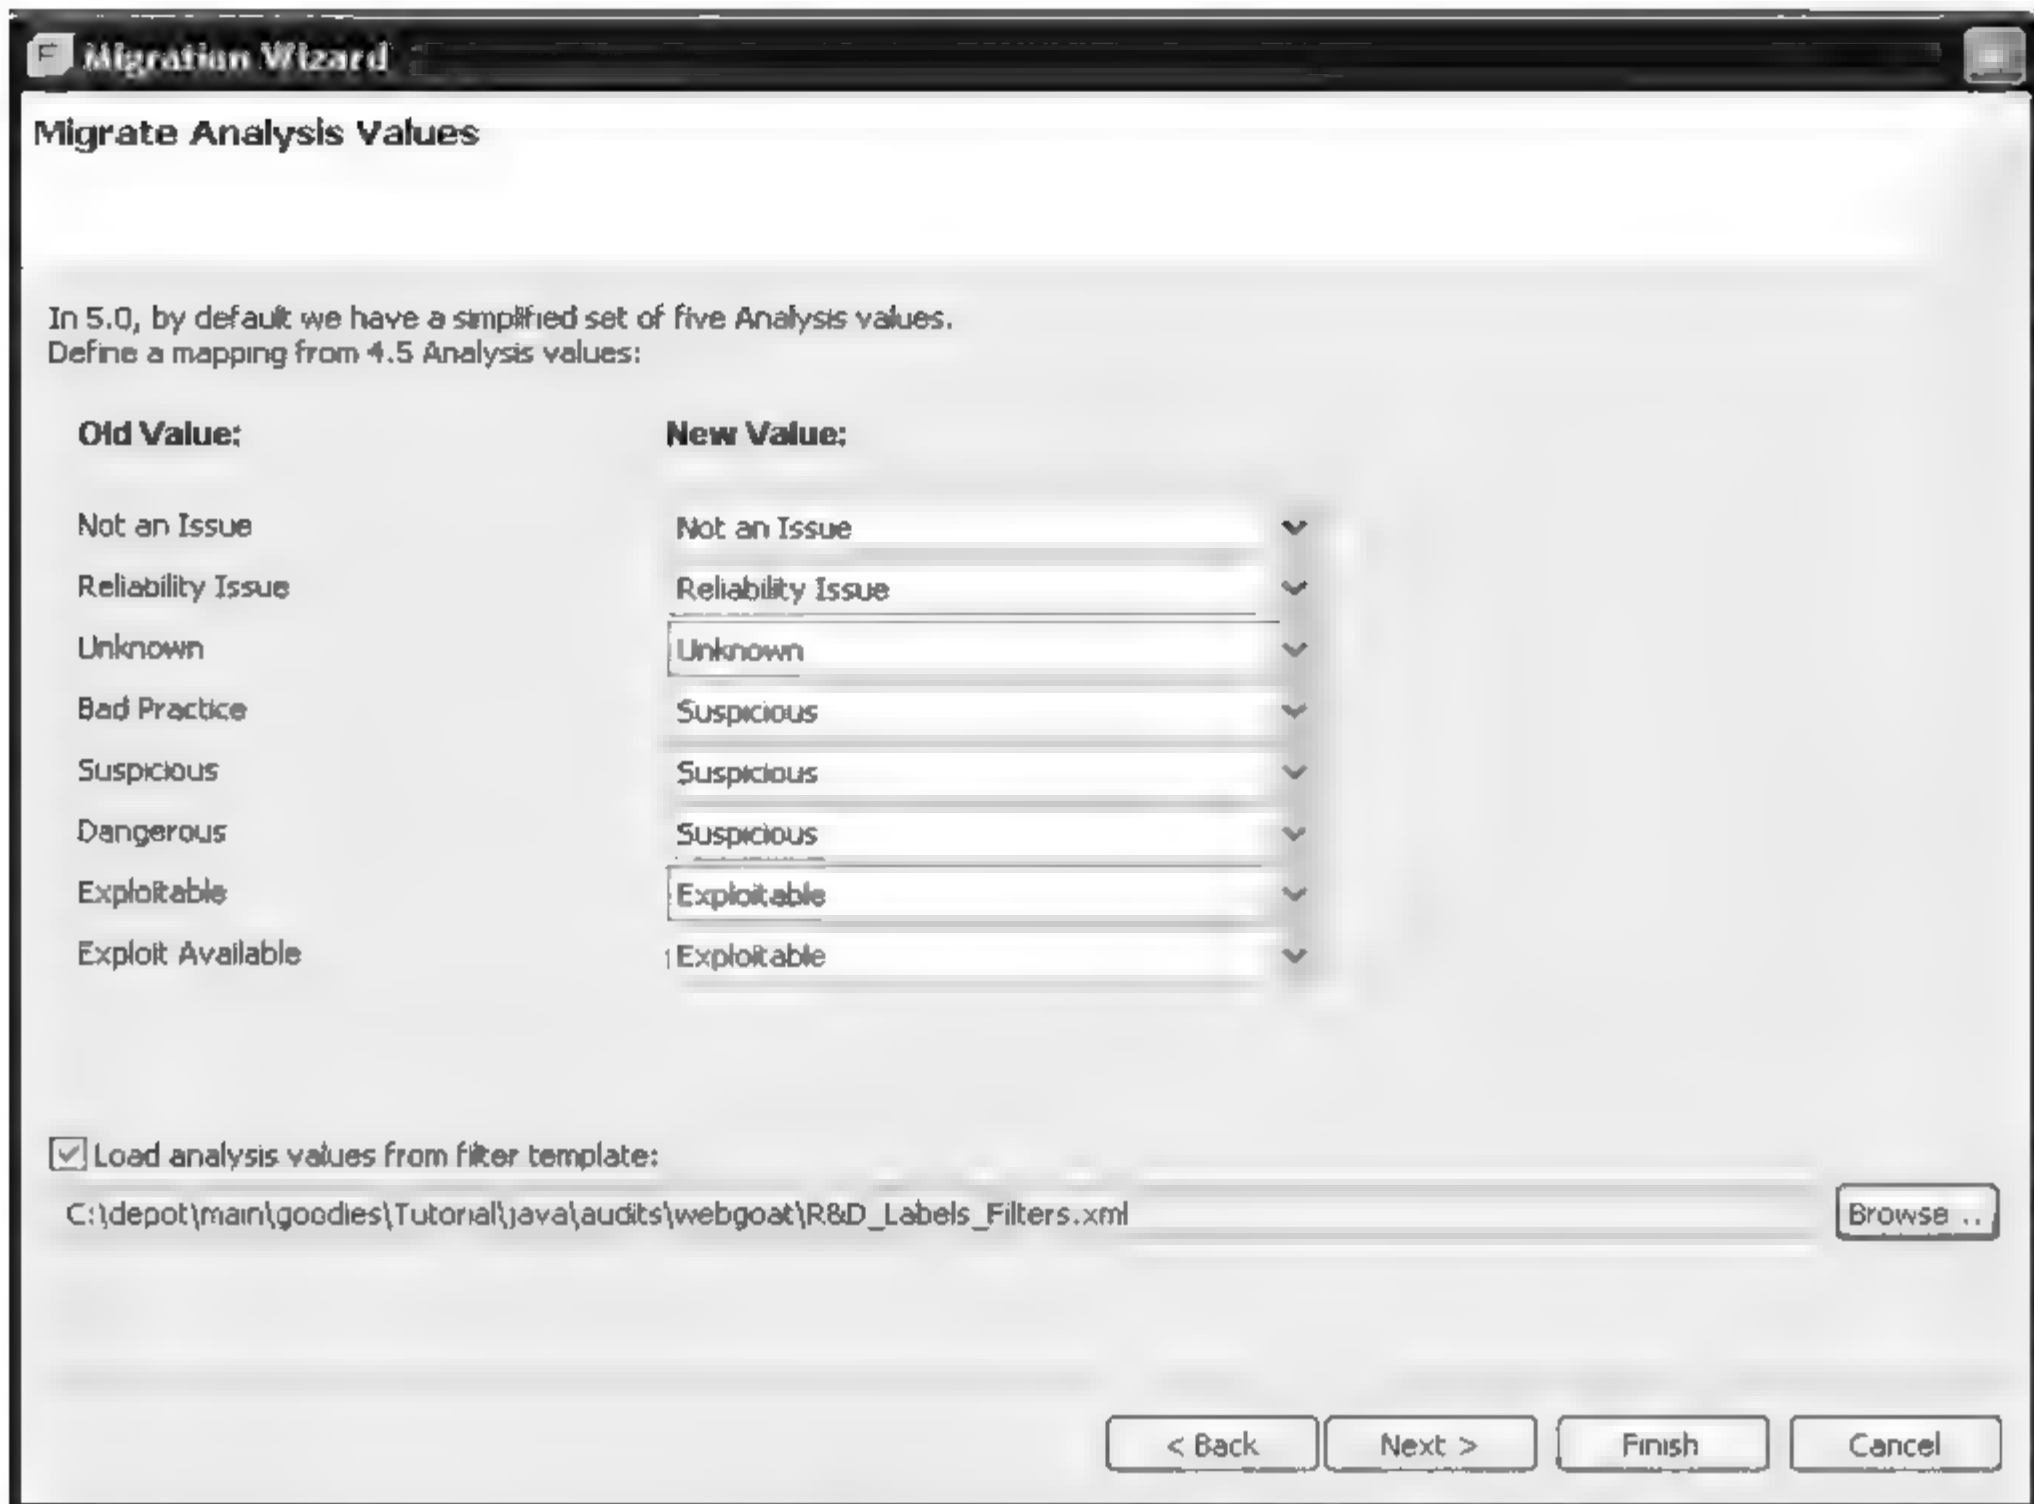 Migration Wizard
Migrate Analysis Values
In 5.0, by default we have a simplified set of five Analysis values.
Define a mapping from 4.5 Analysis values:
Old Value: New Value:
Not an Issue Not an Issue
Reliability Issue Reliability Issue
Unknown Unknown
Bad Practice Suspicious
Suspicious Suspicious
Dangerous Suspicious
Exploitable Exploitable
Exploit Available Exploitable
Load analysis values from filter template:
C:\depot\main\goodies\Tutorial\java\audits\webgoat\R&D_Labels_Filters.xml Browse ..
< Back Next > Finish Cancel